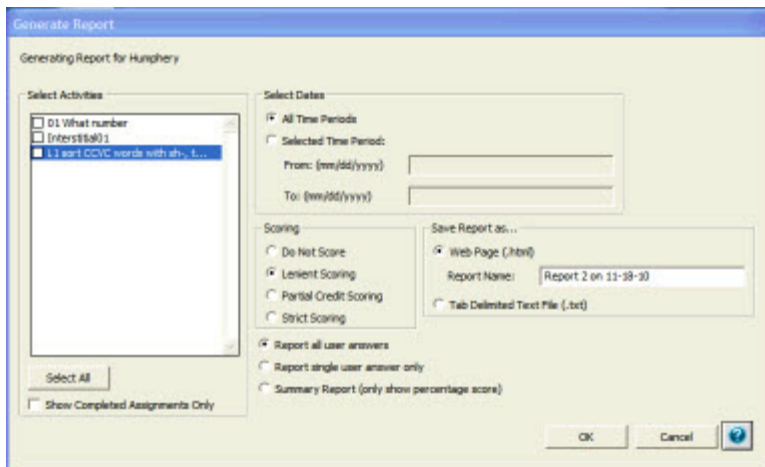 Generate Report
Generating Report for Humphery
Select Activities
01 What number
Interstitial01
L1 sort CCVC words with sh-, t...
Select All
Show Completed Assignments Only
Select Dates
All Time Periods
Selected Time Period:
From: (mm/dd/yyyy)
To: (mm/dd/yyyy)
Scoring
Do Not Score
Lenient Scoring
Partial Credit Scoring
Strict Scoring
Save Report as...
Web Page (.html)
Report Name: Report 2 on 11-18-10
Tab Delimited Text File (.txt)
Report all user answers
Report single user answer only
Summary Report (only show percentage score)
OK Cancel ?